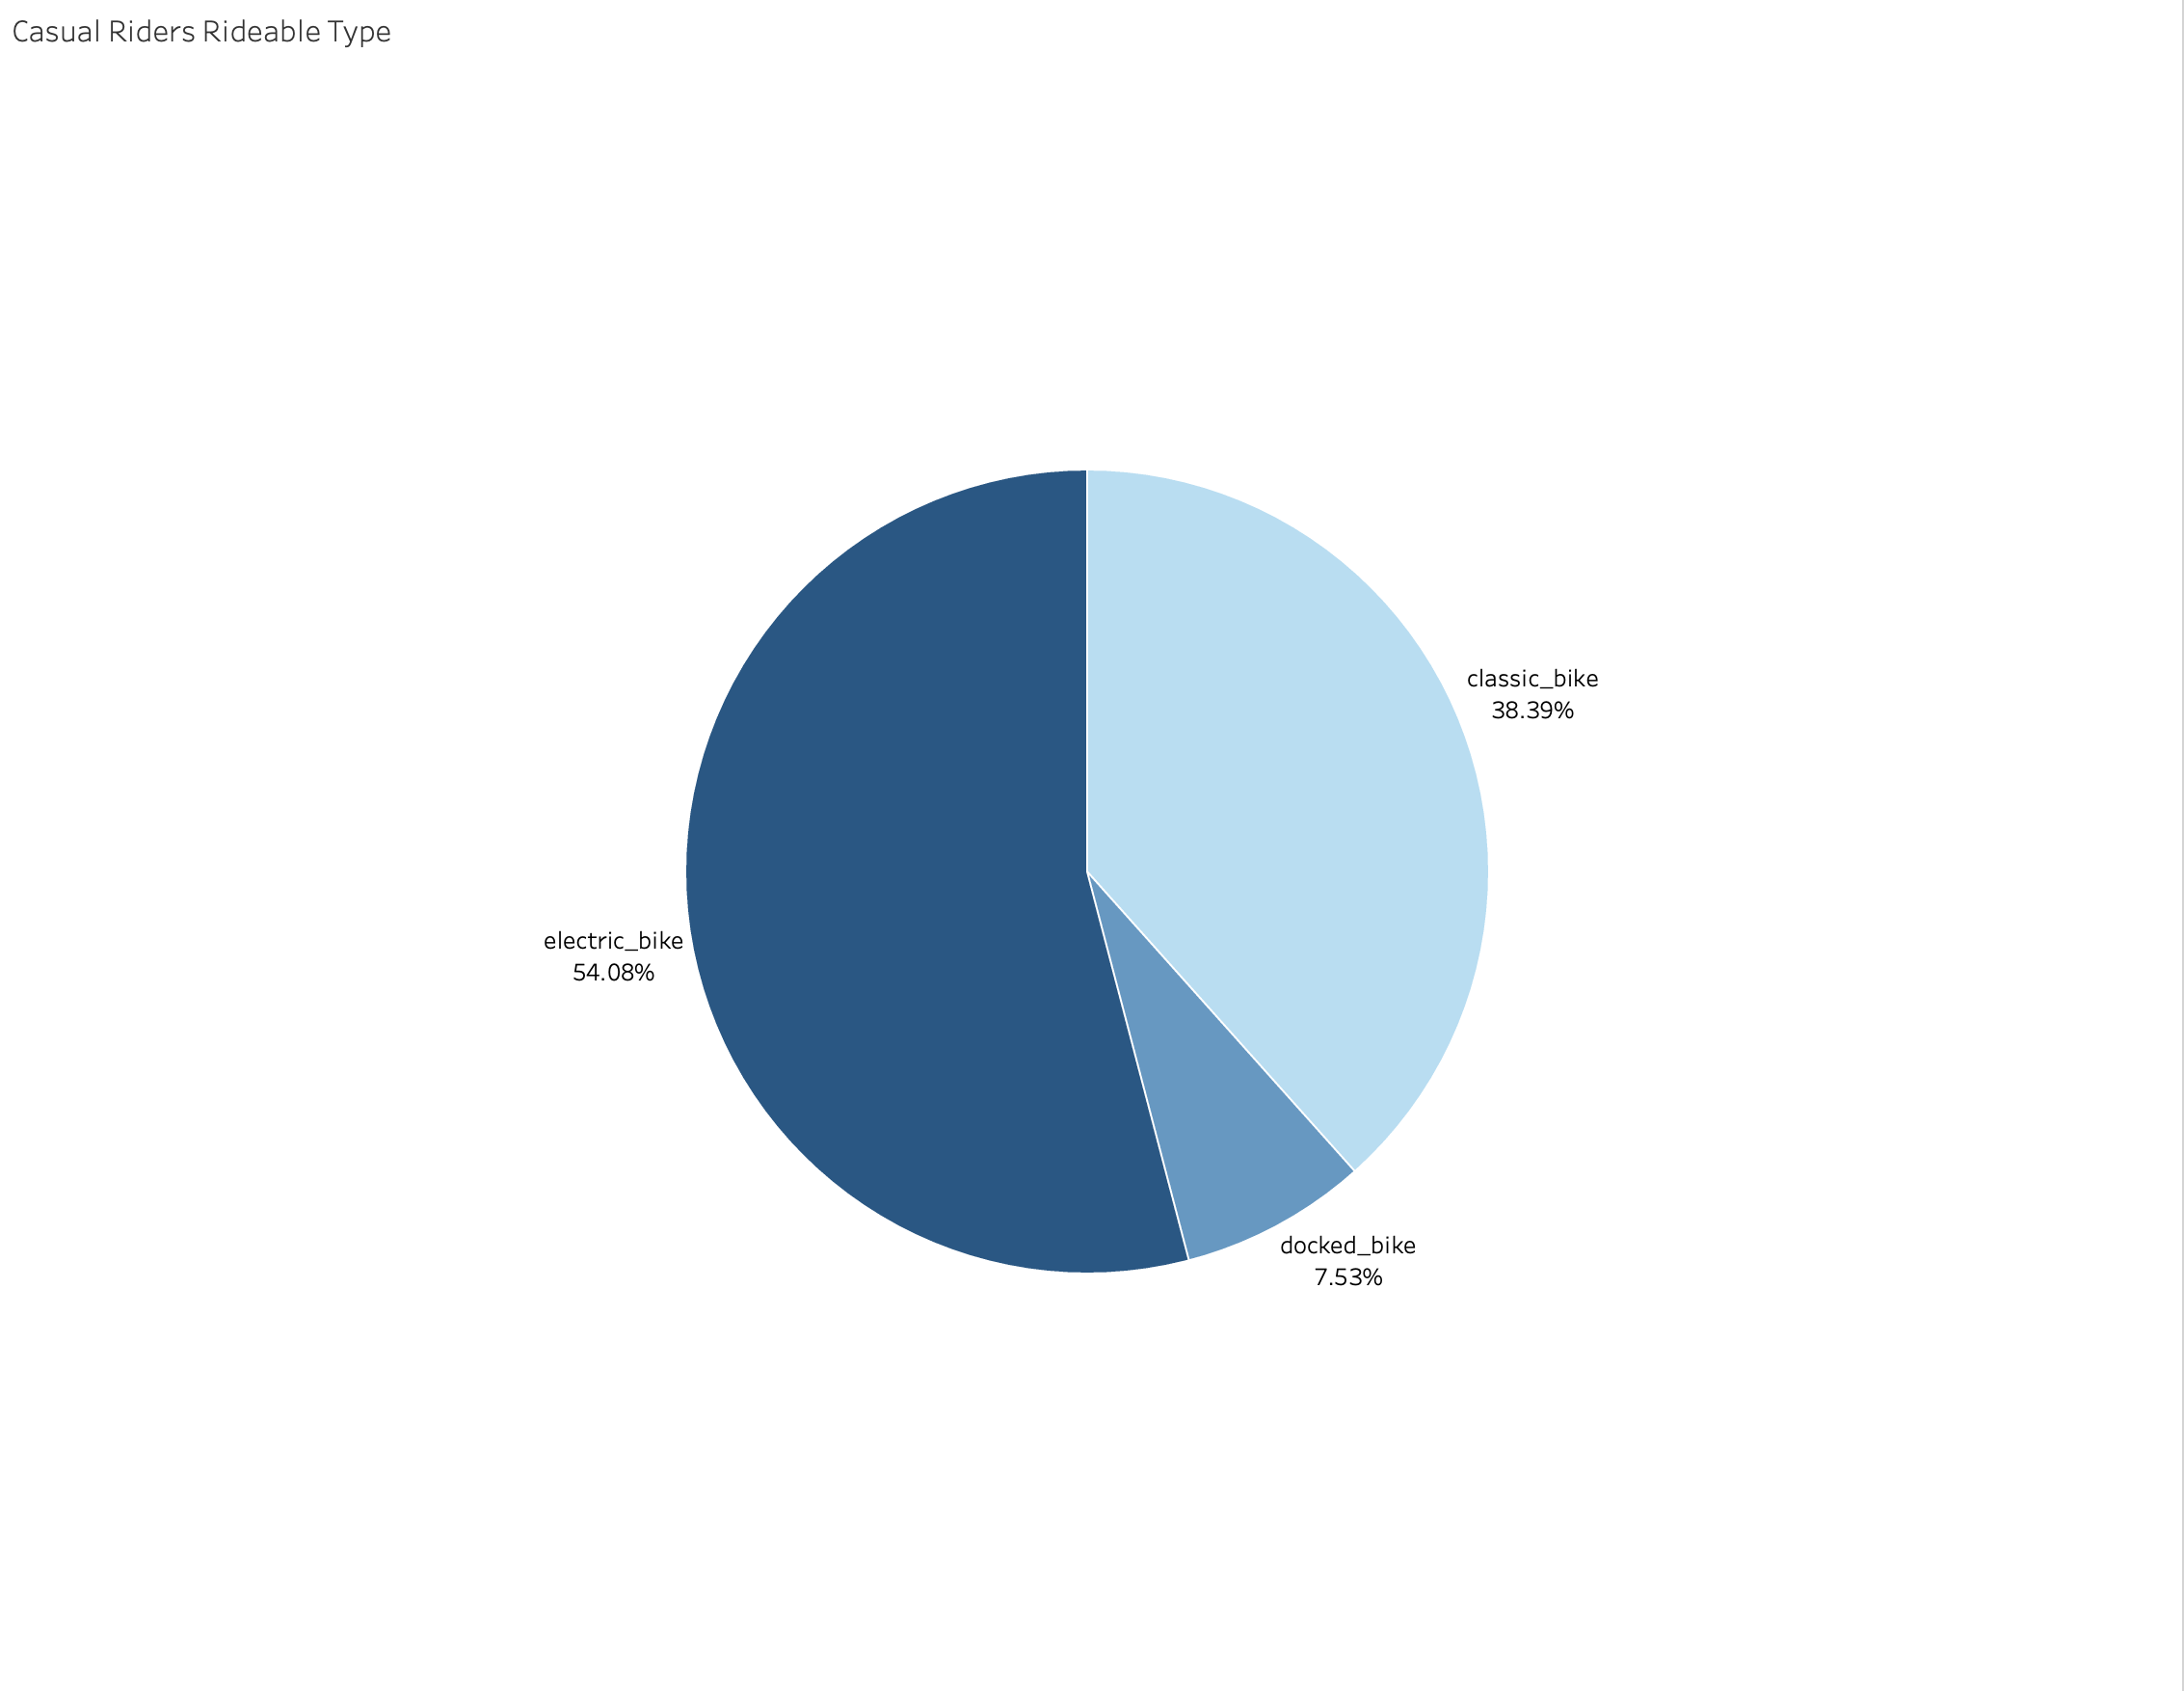 Casual Riders Rideable Type
classic_bike
38.39%
electric_bike
54.08%
docked_bike
7.53%